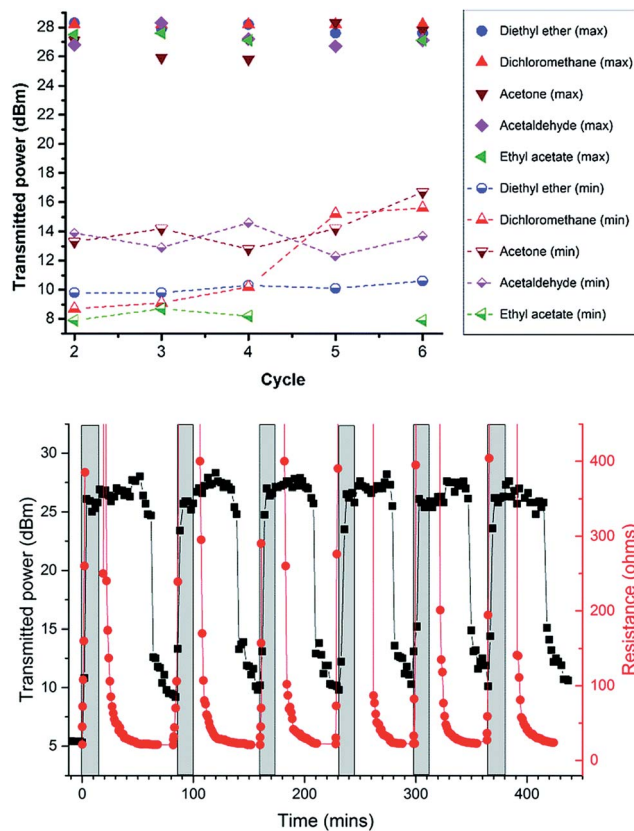 28
26
24
22
20
18
16
14
12
10
8
Transmitted power (dBm)
2
3
4
5
6
Cycle
Diethyl ether (max)
Dichloromethane (max)
Acetone (max)
Acetaldehyde (max)
Ethyl acetate (max)
Diethyl ether (min)
Dichloromethane (min)
Acetone (min)
Acetaldehyde (min)
Ethyl acetate (min)
30
25
20
15
10
5
Transmitted power (dBm)
400
300
200
100
0
Resistance (ohms)
0
100
200
300
400
Time (mins)